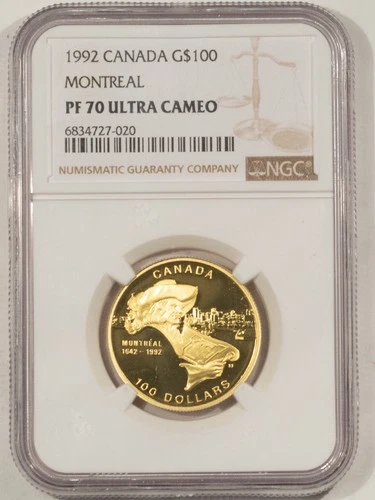 1992 CANADA G$100
MONTREAL
PF 70 ULTRA CAMEO
6834727-020
NUMISMATIC GUARANTY COMPANY NGC
CANADA
MONTRÉAL
1642 - 1992
100 DOLLARS